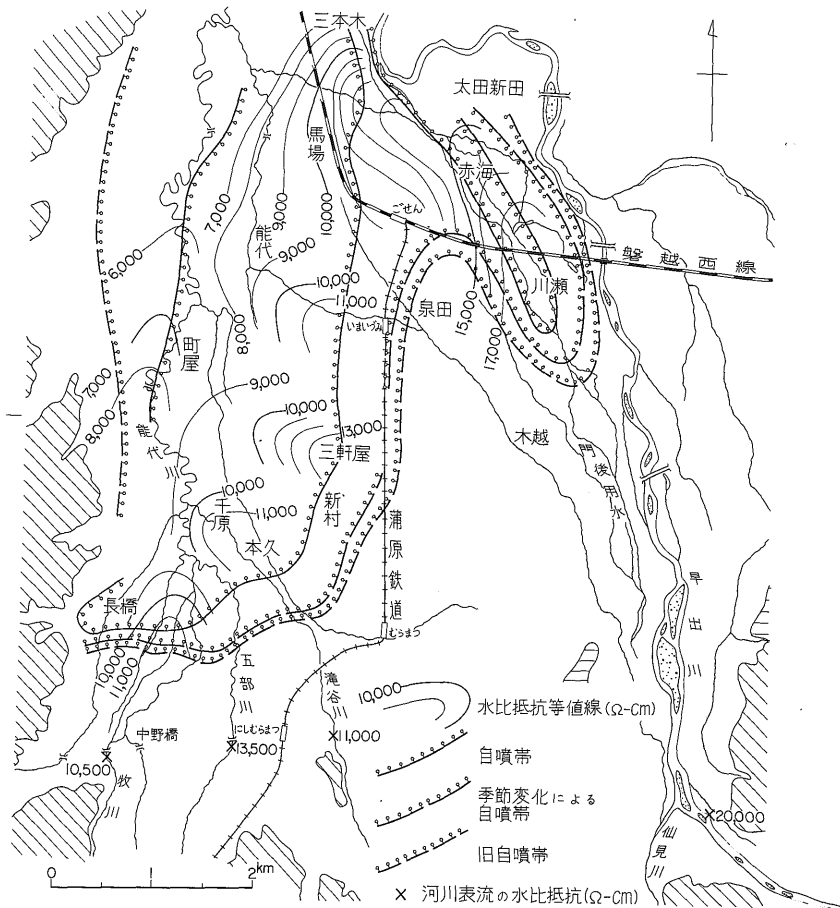 三本木
太田新田
馬場
赤海
7,000
9,000
10,000
ごせん
能代
9,000
磐越西線
6,000
10,000
川瀬
11,000
泉田
15,000
いまいずみ
8,000
17,000
町屋
7,000
9,000
8,000
10,000
13,000
木越
能代川
三軒屋
門後用水
10,000
新村
千原
11,000
蒲原鉄道
本久
早出川
長橋
むらまつ
10,000
11,000
五部川
滝谷川
10,000
水比抵抗等値線(Ω-cm)
中野橋
にしむらまつ
×11,000
×13,500
自噴帯
10,500
牧川
季節変化による
自噴帯
×20,000
仙見川
旧自噴帯
0 1 2km
× 河川表流の水比抵抗(Ω-cm)